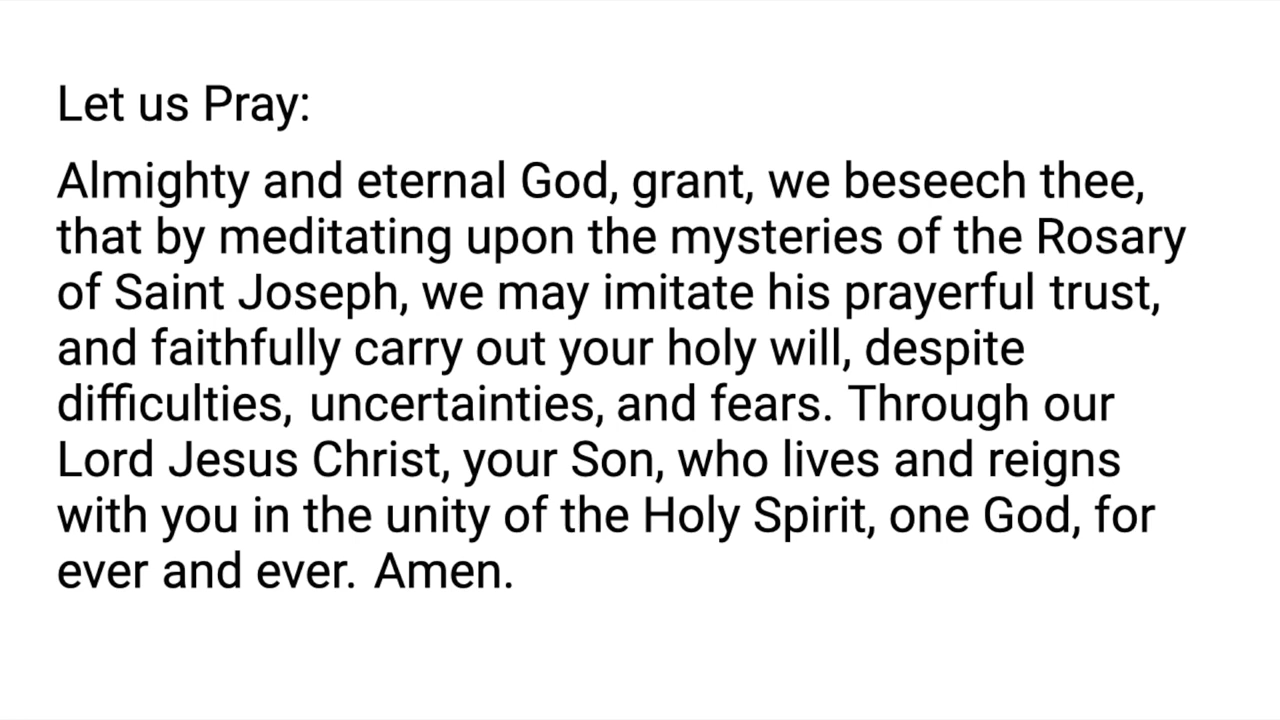 Let us Pray:
Almighty and eternal God, grant, we beseech thee,
that by meditating upon the mysteries of the Rosary
of Saint Joseph, we may imitate his prayerful trust,
and faithfully carry out your holy will, despite
difficulties, uncertainties, and fears. Through our
Lord Jesus Christ, your Son, who lives and reigns
with you in the unity of the Holy Spirit, one God, for
ever and ever. Amen.